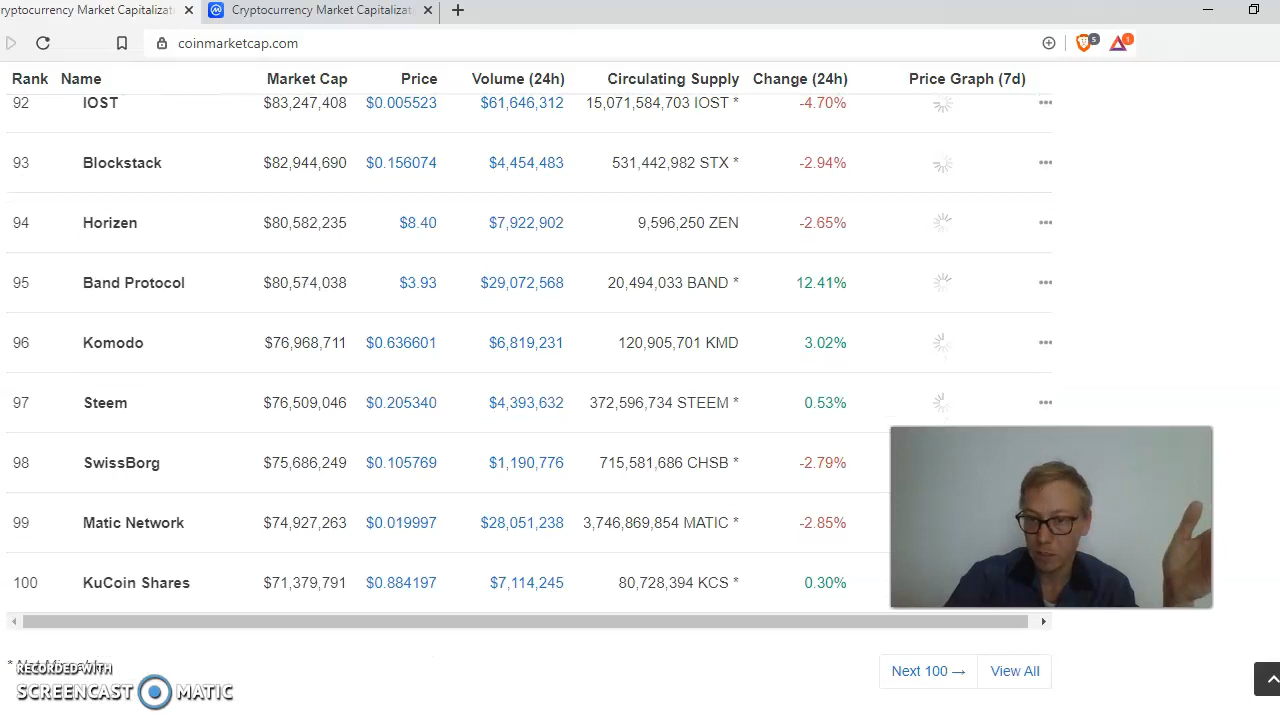 ryptocurrency Market Capitalizat
Cryptocurrency Market Capitalizat
coinmarketcap.com
5
1
Rank Name Market Cap Price Volume (24h) Circulating Supply Change (24h) Price Graph (7d)
92 IOST $83,247,408 $0.005523 $61,646,312 15,071,584,703 IOST * -4.70%
93 Blockstack $82,944,690 $0.156074 $4,454,483 531,442,982 STX * -2.94%
94 Horizen $80,582,235 $8.40 $7,922,902 9,596,250 ZEN -2.65%
95 Band Protocol $80,574,038 $3.93 $29,072,568 20,494,033 BAND * 12.41%
96 Komodo $76,968,711 $0.636601 $6,819,231 120,905,701 KMD 3.02%
97 Steem $76,509,046 $0.205340 $4,393,632 372,596,734 STEEM * 0.53%
98 SwissBorg $75,686,249 $0.105769 $1,190,776 715,581,686 CHSB * -2.79%
99 Matic Network $74,927,263 $0.019997 $28,051,238 3,746,869,854 MATIC * -2.85%
100 KuCoin Shares $71,379,791 $0.884197 $7,114,245 80,728,394 KCS * 0.30%
Next 100 → View All
RECORDED WITH
SCREENCAST MATIC